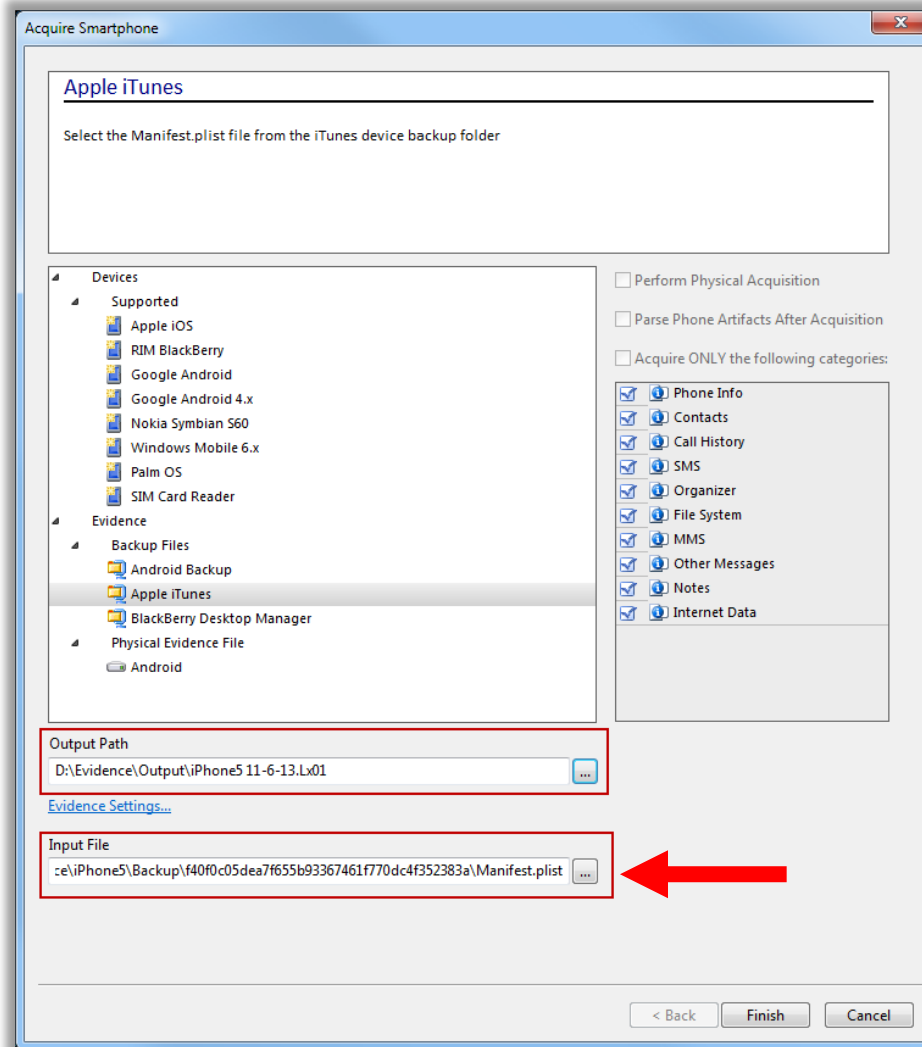 Acquire Smartphone
Apple iTunes
Select the Manifest.plist file from the iTunes device backup folder
Devices
Supported
Apple iOS
RIM BlackBerry
Google Android
Google Android 4.x
Nokia Symbian S60
Windows Mobile 6.x
Palm OS
SIM Card Reader
Evidence
Backup Files
Android Backup
Apple iTunes
BlackBerry Desktop Manager
Physical Evidence File
Android
Perform Physical Acquisition
Parse Phone Artifacts After Acquisition
Acquire ONLY the following categories:
Phone Info
Contacts
Call History
SMS
Organizer
File System
MMS
Other Messages
Notes
Internet Data
Output Path
D:\Evidence\Output\iPhone5 11-6-13.Lx01
...
Evidence Settings...
Input File
ce\iPhone5\Backup\f40f0c05dea7f655b93367461f770dc4f352383a\Manifest.plist
...
< Back
Finish
Cancel